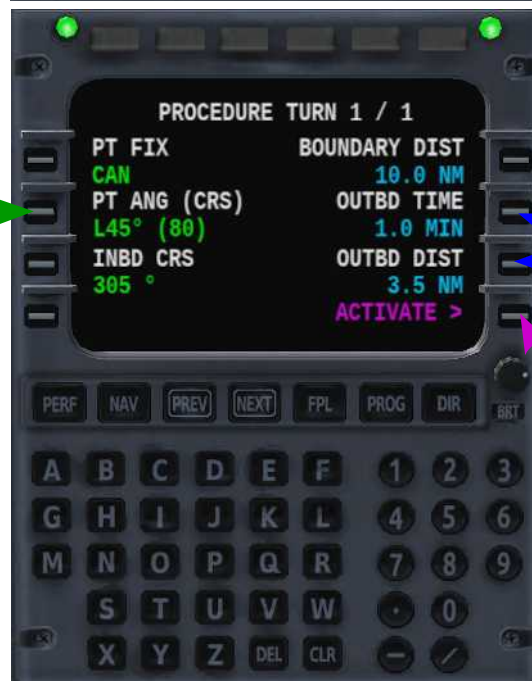 PROCEDURE TURN 1 / 1
PT FIX BOUNDARY DIST
CAN 10.0 NM
PT ANG (CRS) OUTBD TIME
L45° (80) 1.0 MIN
INBD CRS OUTBD DIST
305 ° 3.5 NM
ACTIVATE >
PERF NAV PREV NEXT FPL PROG DIR BRT
A B C D E F 1 2 3
G H I J K L 4 5 6
M N O P Q R 7 8 9
S T U V W · 0
X Y Z DEL CLR - /